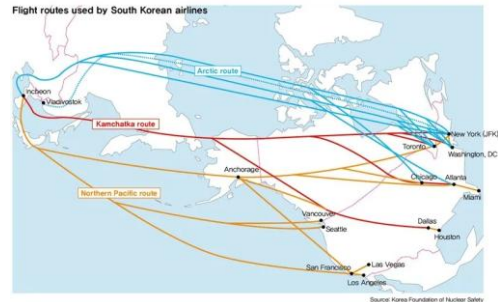 Flight routes used by South Korean airlines
Arctic route
Incheon
Vladivostok
Kamchatka route
New York (JFK)
Toronto
Washington, DC
Anchorage
Chicago
Atlanta
Miami
Northern Pacific route
Vancouver
Seattle
Dallas
Houston
San Francisco
Las Vegas
Los Angeles
Source: Korea Foundation of Nuclear Safety